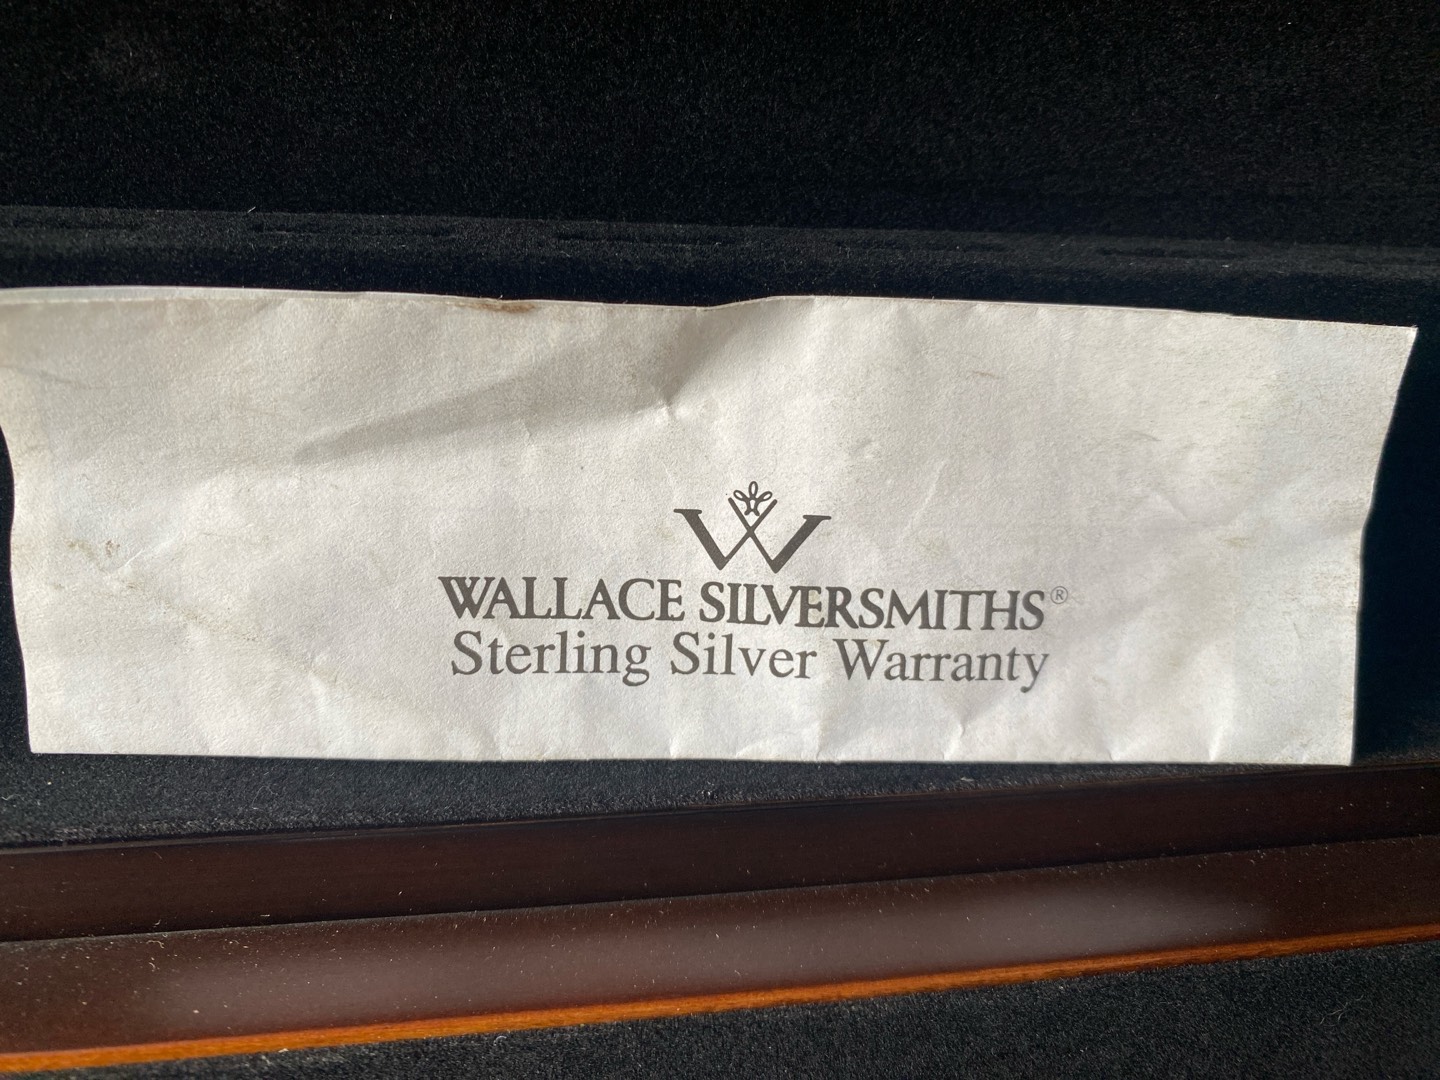 W
WALLACE SILVERSMITHS®
Sterling Silver Warranty